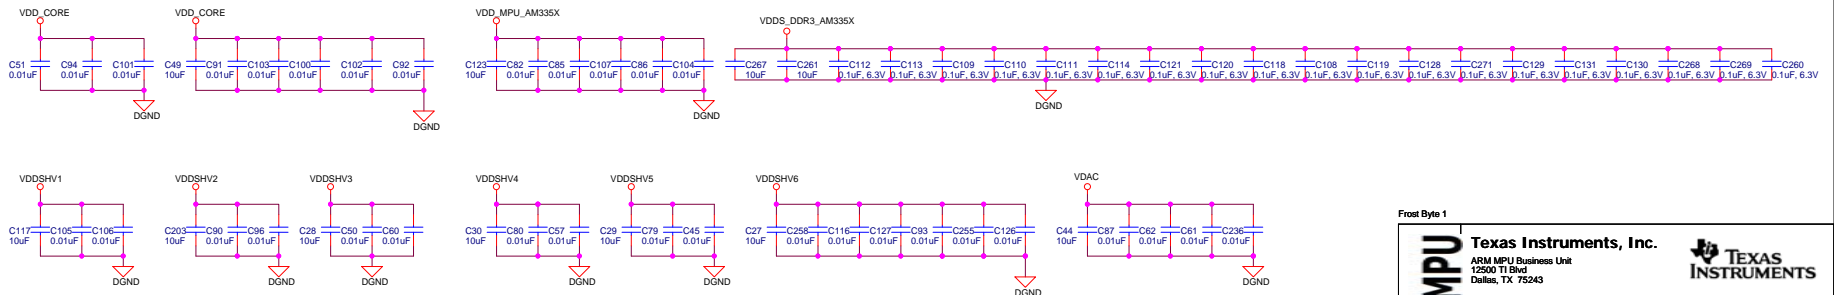 VDD_CORE
C51
0.01uF
C94
0.01uF
C101
0.01uF
DGND
VDD_CORE
C49
10uF
C91
0.01uF
C103
0.01uF
C100
0.01uF
C102
0.01uF
C92
0.01uF
DGND
VDD_MPU_AM335X
C123
10uF
C82
0.01uF
C85
0.01uF
C107
0.01uF
C86
0.01uF
C104
0.01uF
DGND
VDDS_DDR3_AM335X
C267
10uF
C261
10uF
C112
0.1uF, 6.3V
C113
0.1uF, 6.3V
C109
0.1uF, 6.3V
C110
0.1uF, 6.3V
C111
0.1uF, 6.3V
C114
0.1uF, 6.3V
C121
0.1uF, 6.3V
C120
0.1uF, 6.3V
C118
0.1uF, 6.3V
C108
0.1uF, 6.3V
C119
0.1uF, 6.3V
C128
0.1uF, 6.3V
C271
0.1uF, 6.3V
C129
0.1uF, 6.3V
C131
0.1uF, 6.3V
C130
0.1uF, 6.3V
C268
0.1uF, 6.3V
C269
0.1uF, 6.3V
C260
0.1uF, 6.3V
DGND
VDDSHV1
C117
10uF
C105
0.01uF
C106
0.01uF
DGND
VDDSHV2
C203
10uF
C90
0.01uF
C96
0.01uF
DGND
VDDSHV3
C28
10uF
C50
0.01uF
C60
0.01uF
DGND
VDDSHV4
C30
10uF
C80
0.01uF
C57
0.01uF
DGND
VDDSHV5
C29
10uF
C79
0.01uF
C45
0.01uF
DGND
VDDSHV6
C27
10uF
C258
0.01uF
C116
0.01uF
C127
0.01uF
C93
0.01uF
C255
0.01uF
C126
0.01uF
DGND
VDAC
C44
10uF
C87
0.01uF
C62
0.01uF
C61
0.01uF
C236
0.01uF
DGND
Frost Byte 1
MPU
Texas Instruments, Inc.
ARM MPU Business Unit
12500 TI Blvd
Dallas, TX 75243
TEXAS
INSTRUMENTS